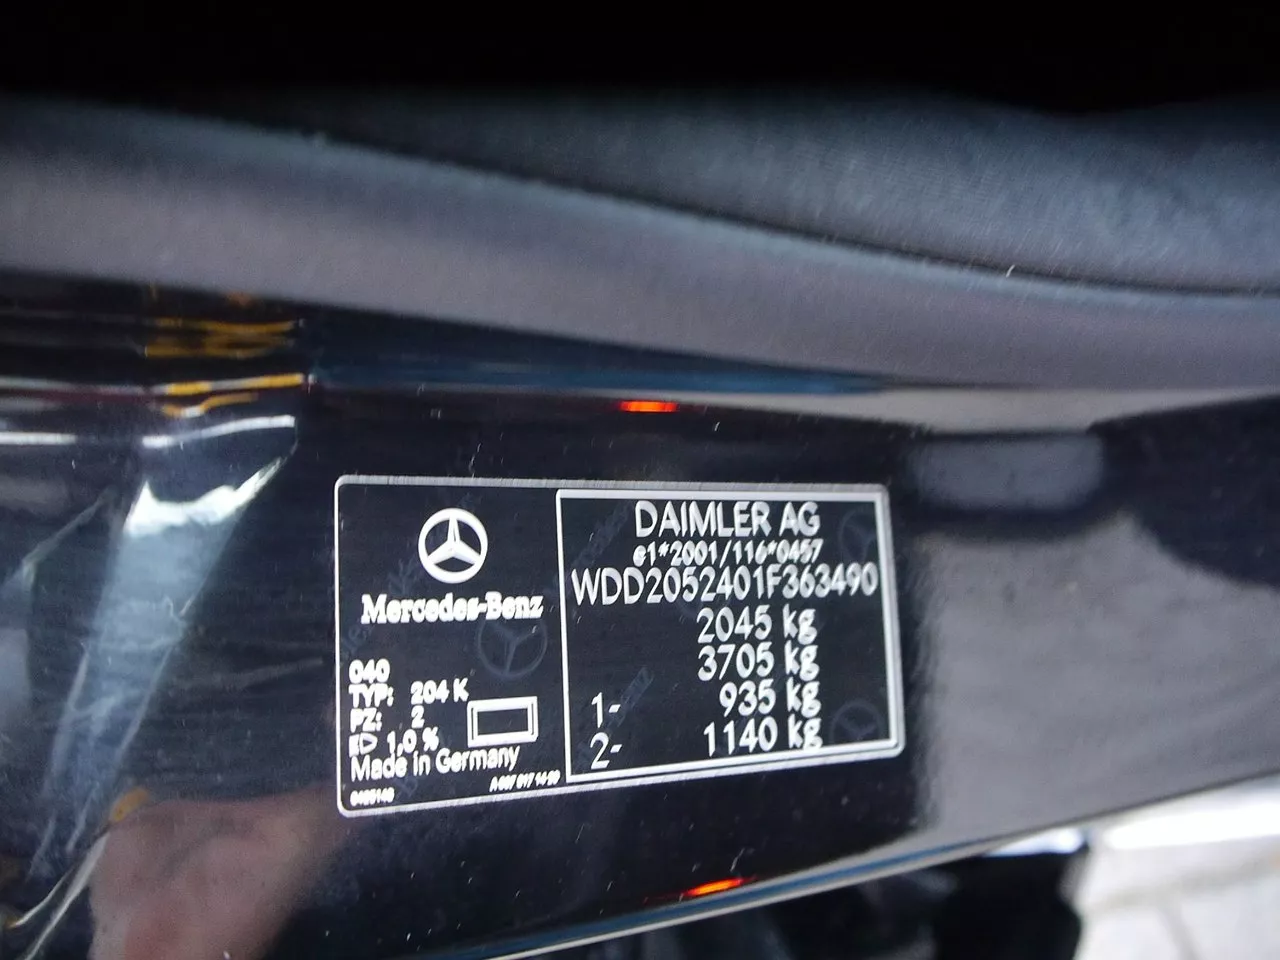 Mercedes-Benz
040
TYP: 204 K
PZ: 2
1,0 %
Made in Germany
DAIMLER AG
e1*2001/116*0457
WDD2052401F363490
2045 kg
3705 kg
1- 935 kg
2- 1140 kg